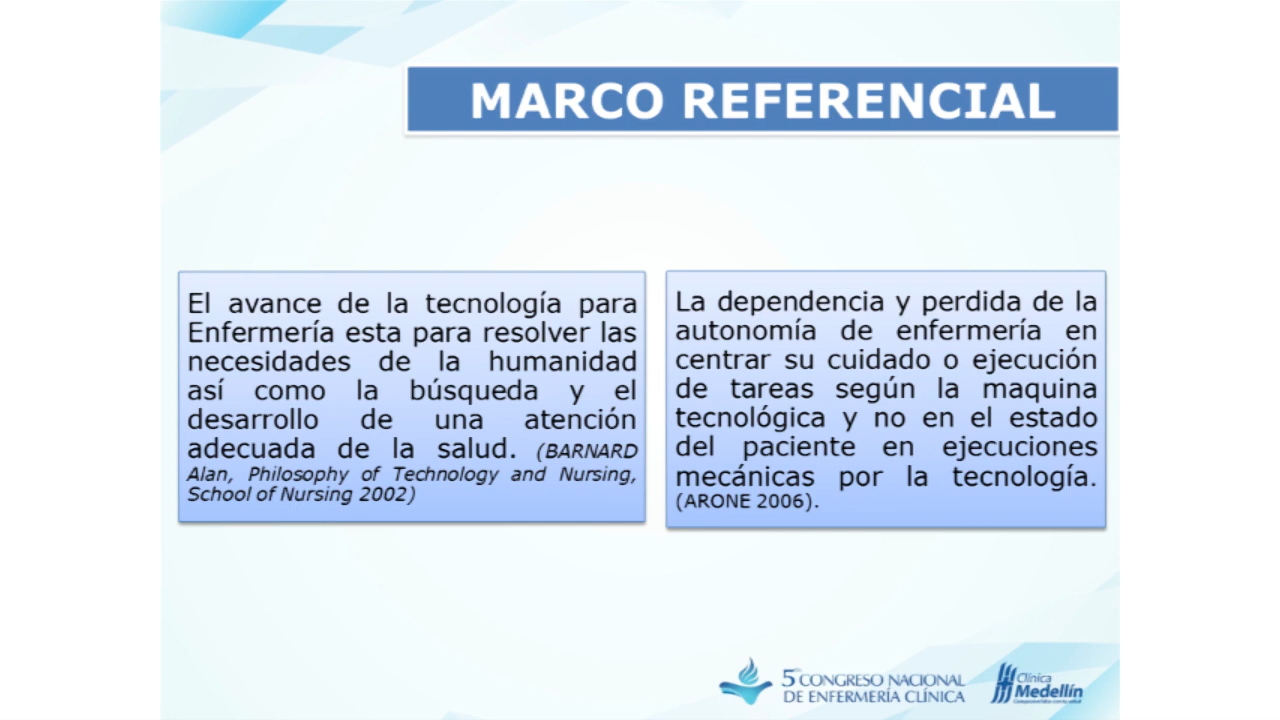 MARCO REFERENCIAL
El avance de la tecnología para
Enfermería esta para resolver las
necesidades de la humanidad
así como la búsqueda y el
desarrollo de una atención
adecuada de la salud. (BARNARD
Alan, Philosophy of Technology and Nursing,
School of Nursing 2002)
La dependencia y perdida de la
autonomía de enfermería en
centrar su cuidado o ejecución
de tareas según la maquina
tecnológica y no en el estado
del paciente en ejecuciones
mecánicas por la tecnología.
(ARONE 2006).
5º CONGRESO NACIONAL
DE ENFERMERÍA CLÍNICA
Clínica
Medellín